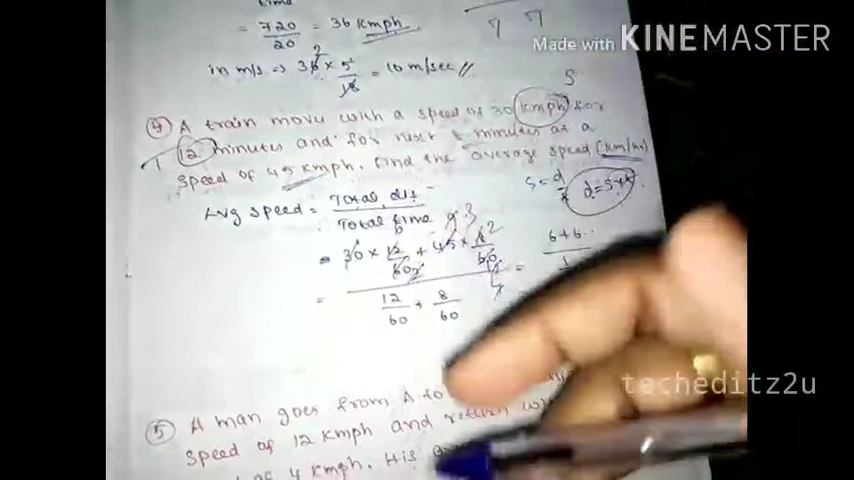 time
= 720/20 = 36 kmph
in m/s ⇒ 36 × 5/18 = 10 m/sec //
Made with KINEMASTER
S
④ A train move with a speed of 30 kmph for
12 minutes and for next 8 minutes at a
speed of 45 kmph. Find the average speed (km/hr)
S = d/t d = S×t
Avg speed = Total dis / Total time
= 30 × 12/60 + 45 × 8/60
= 12/60 + 8/60
= 6+6
1
techeditz2u
⑤ A man goes from A to
speed of 12 kmph and return
of 4 kmph. His